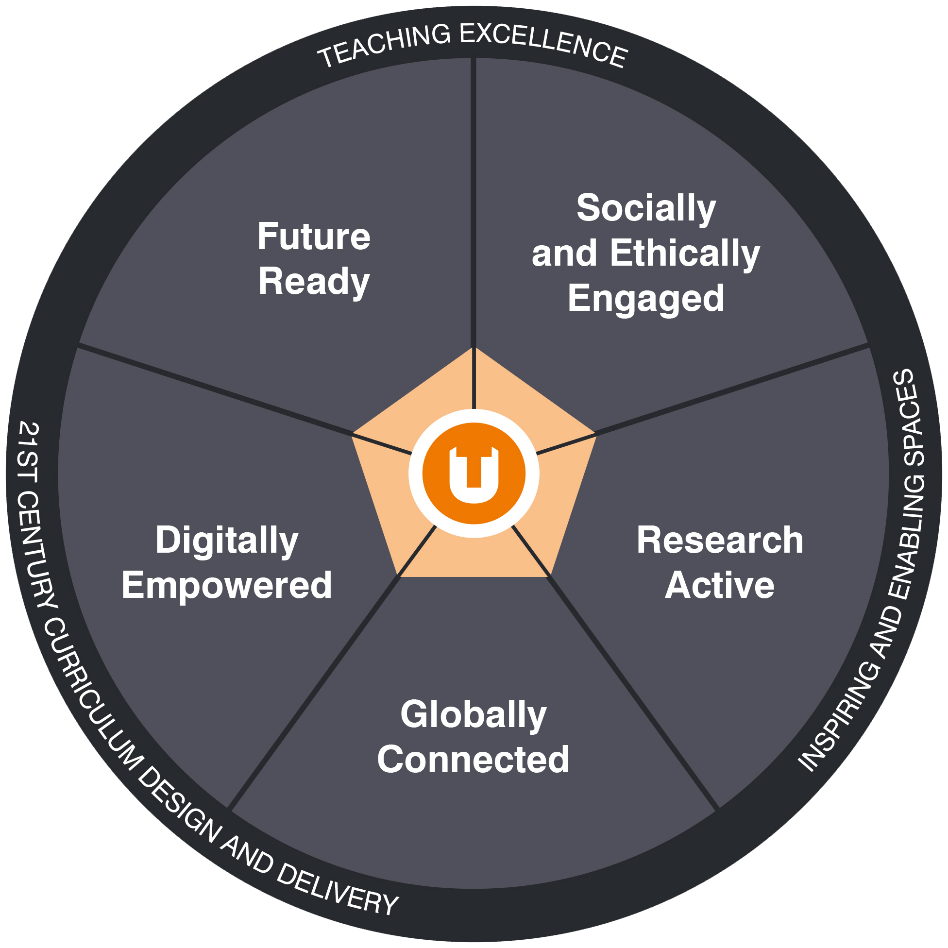 TEACHING EXCELLENCE
Future
Ready
Socially
and Ethically
Engaged
Digitally
Empowered
Research
Active
Globally
Connected
21ST CENTURY CURRICULUM DESIGN AND DELIVERY
INSPIRING AND ENABLING SPACES
U